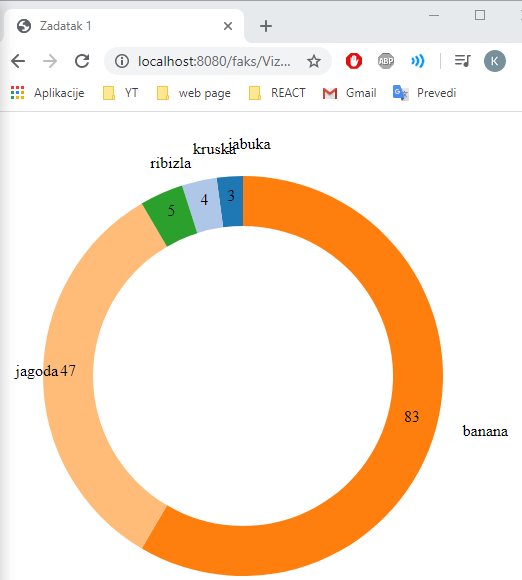 Zadatak 1
localhost:8080/faks/Viz...
ABP
K
Aplikacije YT web page REACT Gmail Prevedi
jabuka
kruska
ribizla
3
4
5
jagoda 47
83
banana